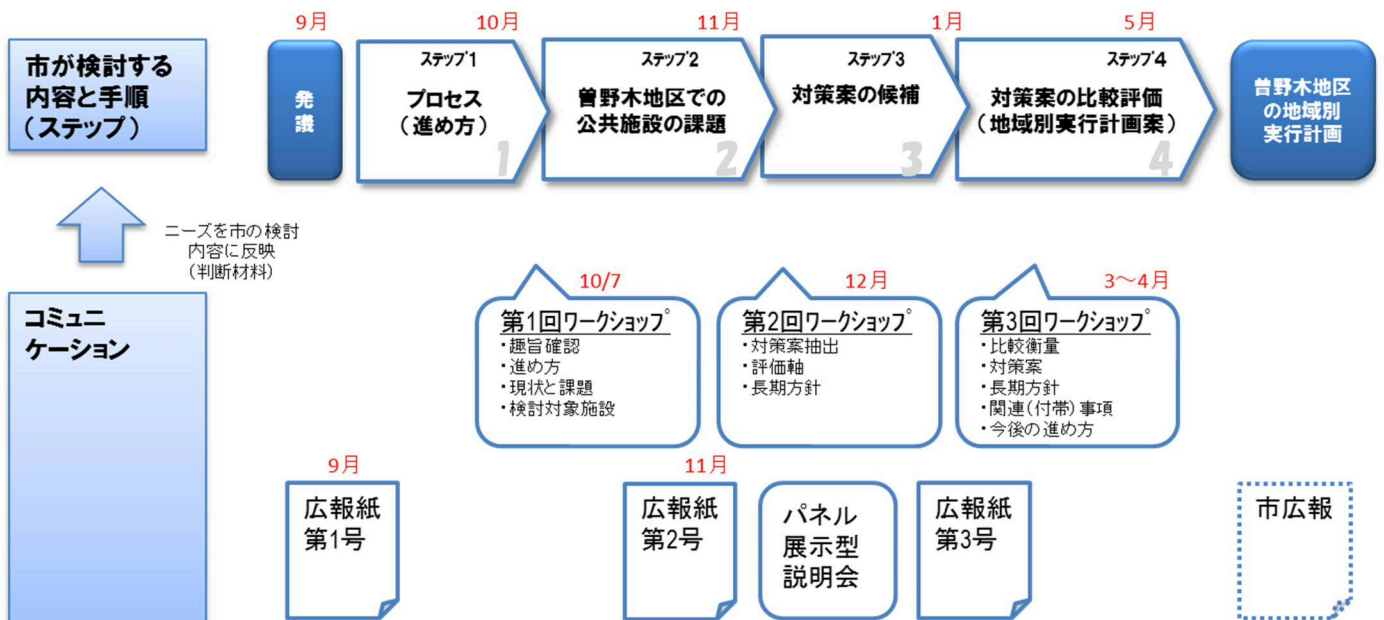 9月
10月
11月
1月
5月
市が検討する
内容と手順
(ステップ)
発
議
ステップ1
プロセス
(進め方)
1
ステップ2
曽野木地区での
公共施設の課題
2
ステップ3
対策案の候補
3
ステップ4
対策案の比較評価
(地域別実行計画案)
4
曽野木地区
の地域別
実行計画
ニーズを市の検討
内容に反映
(判断材料)
コミュニ
ケーション
10/7
第1回ワークショップ
・趣旨確認
・進め方
・現状と課題
・検討対象施設
12月
第2回ワークショップ
・対策案抽出
・評価軸
・長期方針
3～4月
第3回ワークショップ
・比較衡量
・対策案
・長期方針
・関連(付帯)事項
・今後の進め方
9月
広報紙
第1号
11月
広報紙
第2号
パネル
展示型
説明会
広報紙
第3号
市広報